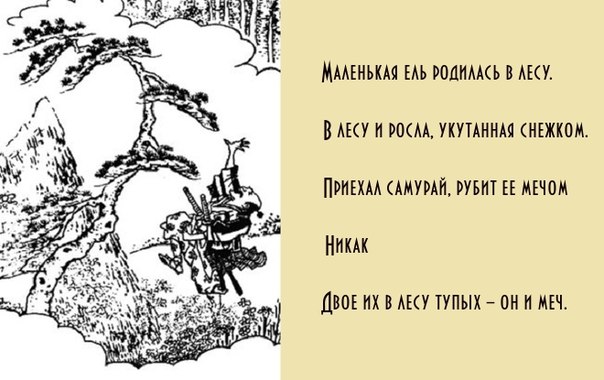 Маленькая ель родилась в лесу.
В лесу и росла, укутанная снежком.
Приехал самурай, рубит ее мечом
Никак
Двое их в лесу тупых – он и меч.